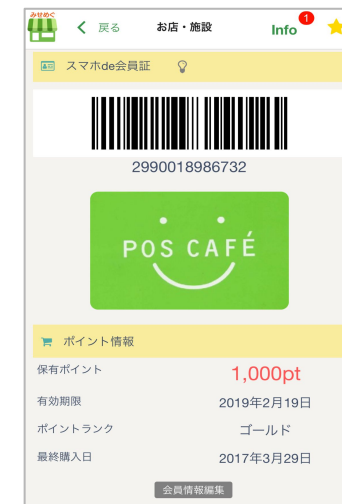 みせめぐ
戻る お店・施設 Info 1
スマホde会員証
2990018986732
POS CAFÉ
ポイント情報
保有ポイント 1,000pt
有効期限 2019年2月19日
ポイントランク ゴールド
最終購入日 2017年3月29日
会員情報編集